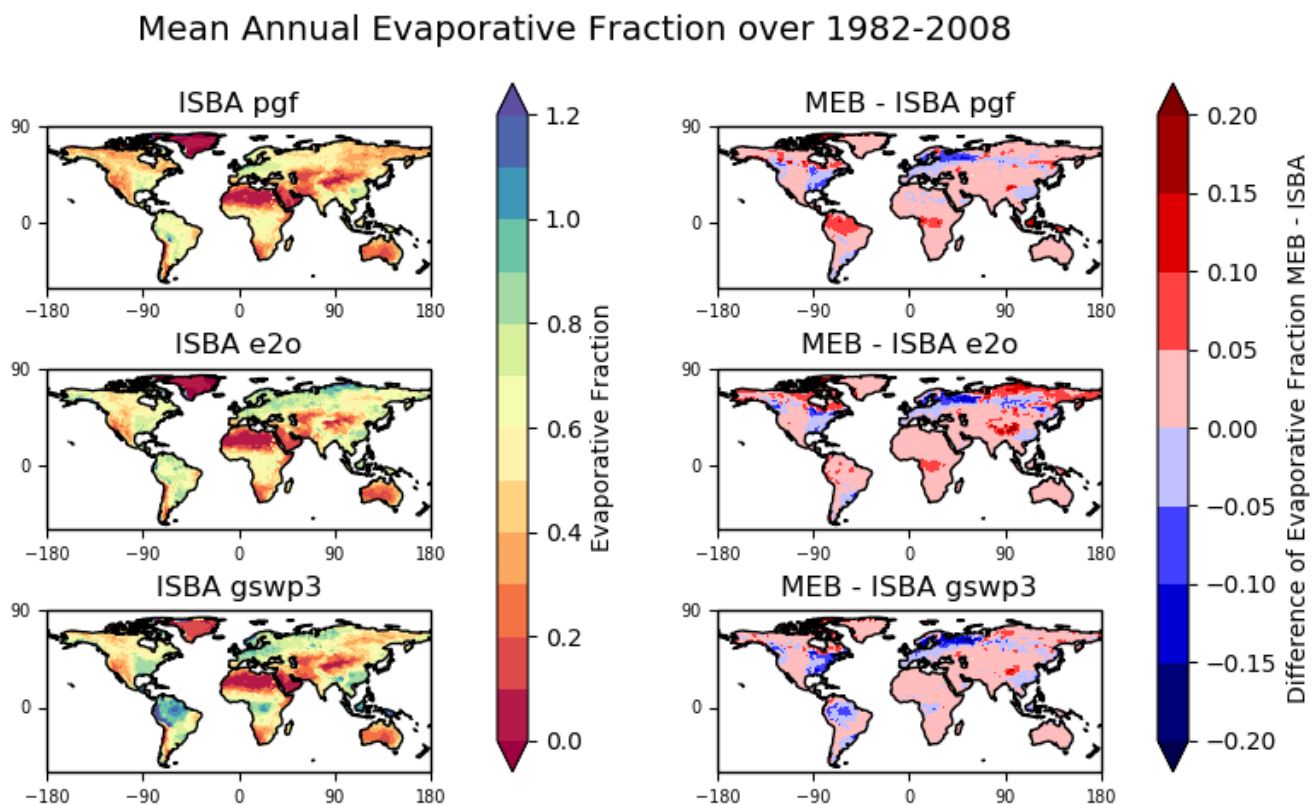 Mean Annual Evaporative Fraction over 1982-2008
ISBA pgf
90
0
−180 −90 0 90 180
ISBA e2o
90
0
−180 −90 0 90 180
ISBA gswp3
90
0
−180 −90 0 90 180
1.2
1.0
0.8
0.6
0.4
0.2
0.0
Evaporative Fraction
MEB - ISBA pgf
90
0
−180 −90 0 90 180
MEB - ISBA e2o
90
0
−180 −90 0 90 180
MEB - ISBA gswp3
90
0
−180 −90 0 90 180
0.20
0.15
0.10
0.05
0.00
−0.05
−0.10
−0.15
−0.20
Difference of Evaporative Fraction MEB - ISBA